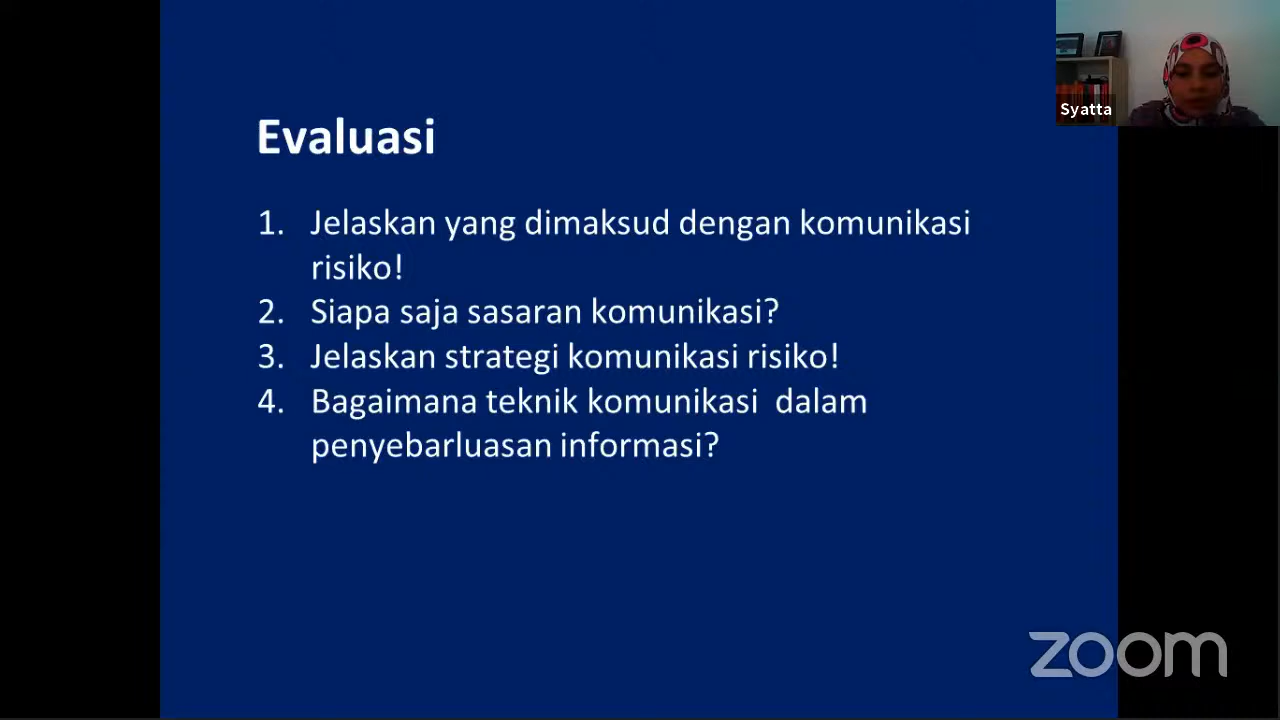 Syatta
Evaluasi
1. Jelaskan yang dimaksud dengan komunikasi
risiko!
2. Siapa saja sasaran komunikasi?
3. Jelaskan strategi komunikasi risiko!
4. Bagaimana teknik komunikasi  dalam
penyebarluasan informasi?
zoom